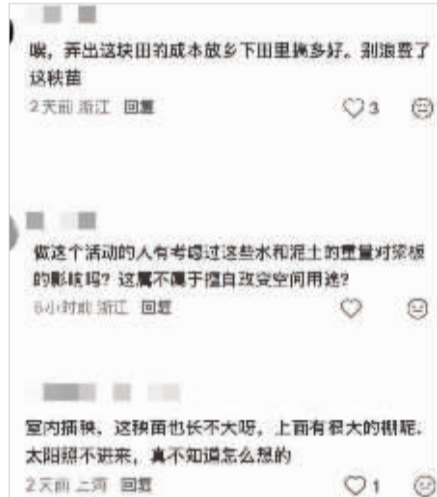 唉，弄出这块田的成本放乡下田里搞多好。别浪费了
这秧苗
2天前 浙江 回复
3
做这个活动的人有考虑过这些水和泥土的重量对梁板
的影响吗？这属不属于擅自改变空间用途？
6小时前 浙江 回复
室内插秧，这秧苗也长不大呀，上面有很大的棚呢，
太阳照不进来，真不知道怎么想的
2天前 上海 回复
1